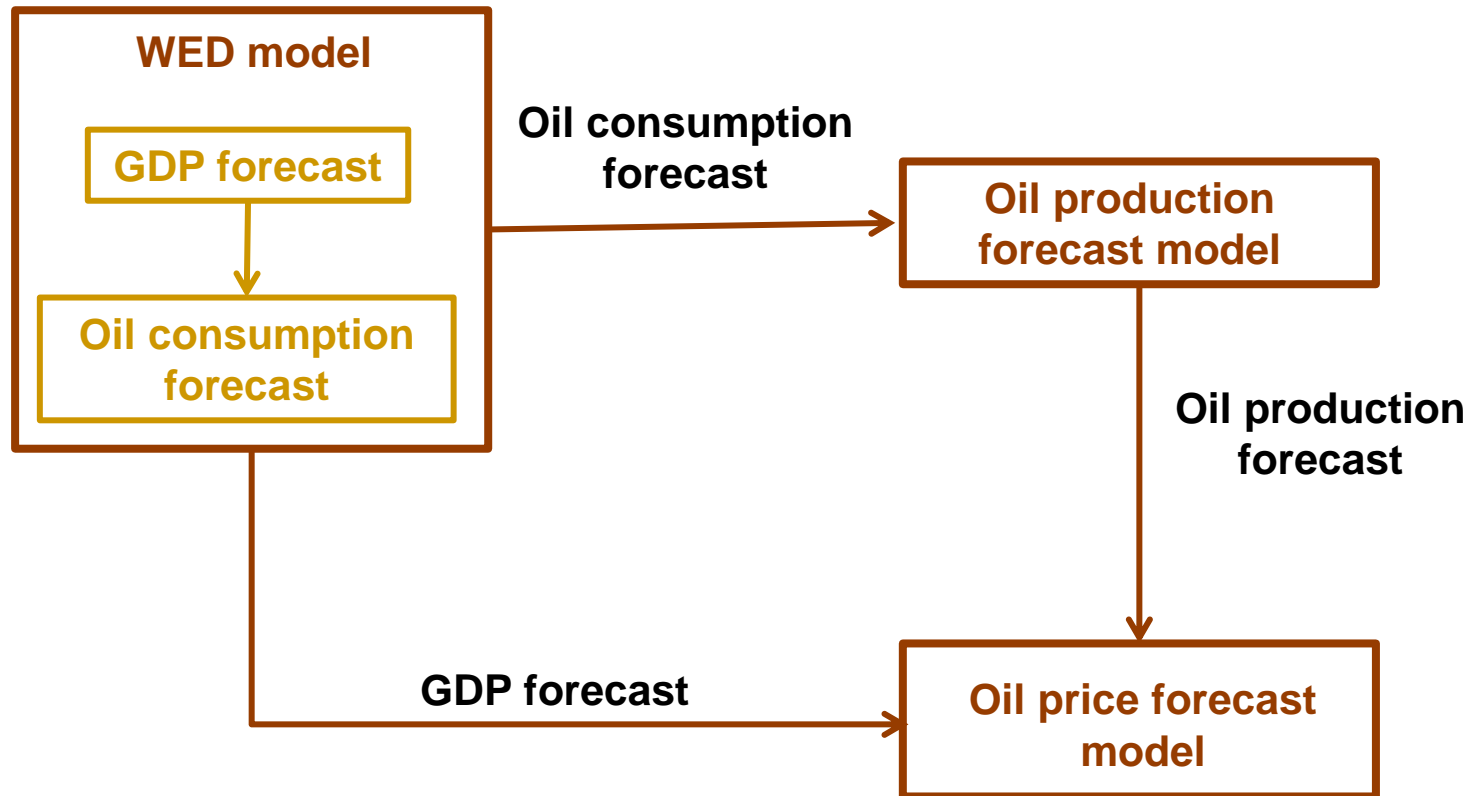 WED model
GDP forecast
Oil consumption
forecast
Oil consumption
forecast
Oil production
forecast model
Oil production
forecast
GDP forecast
Oil price forecast
model